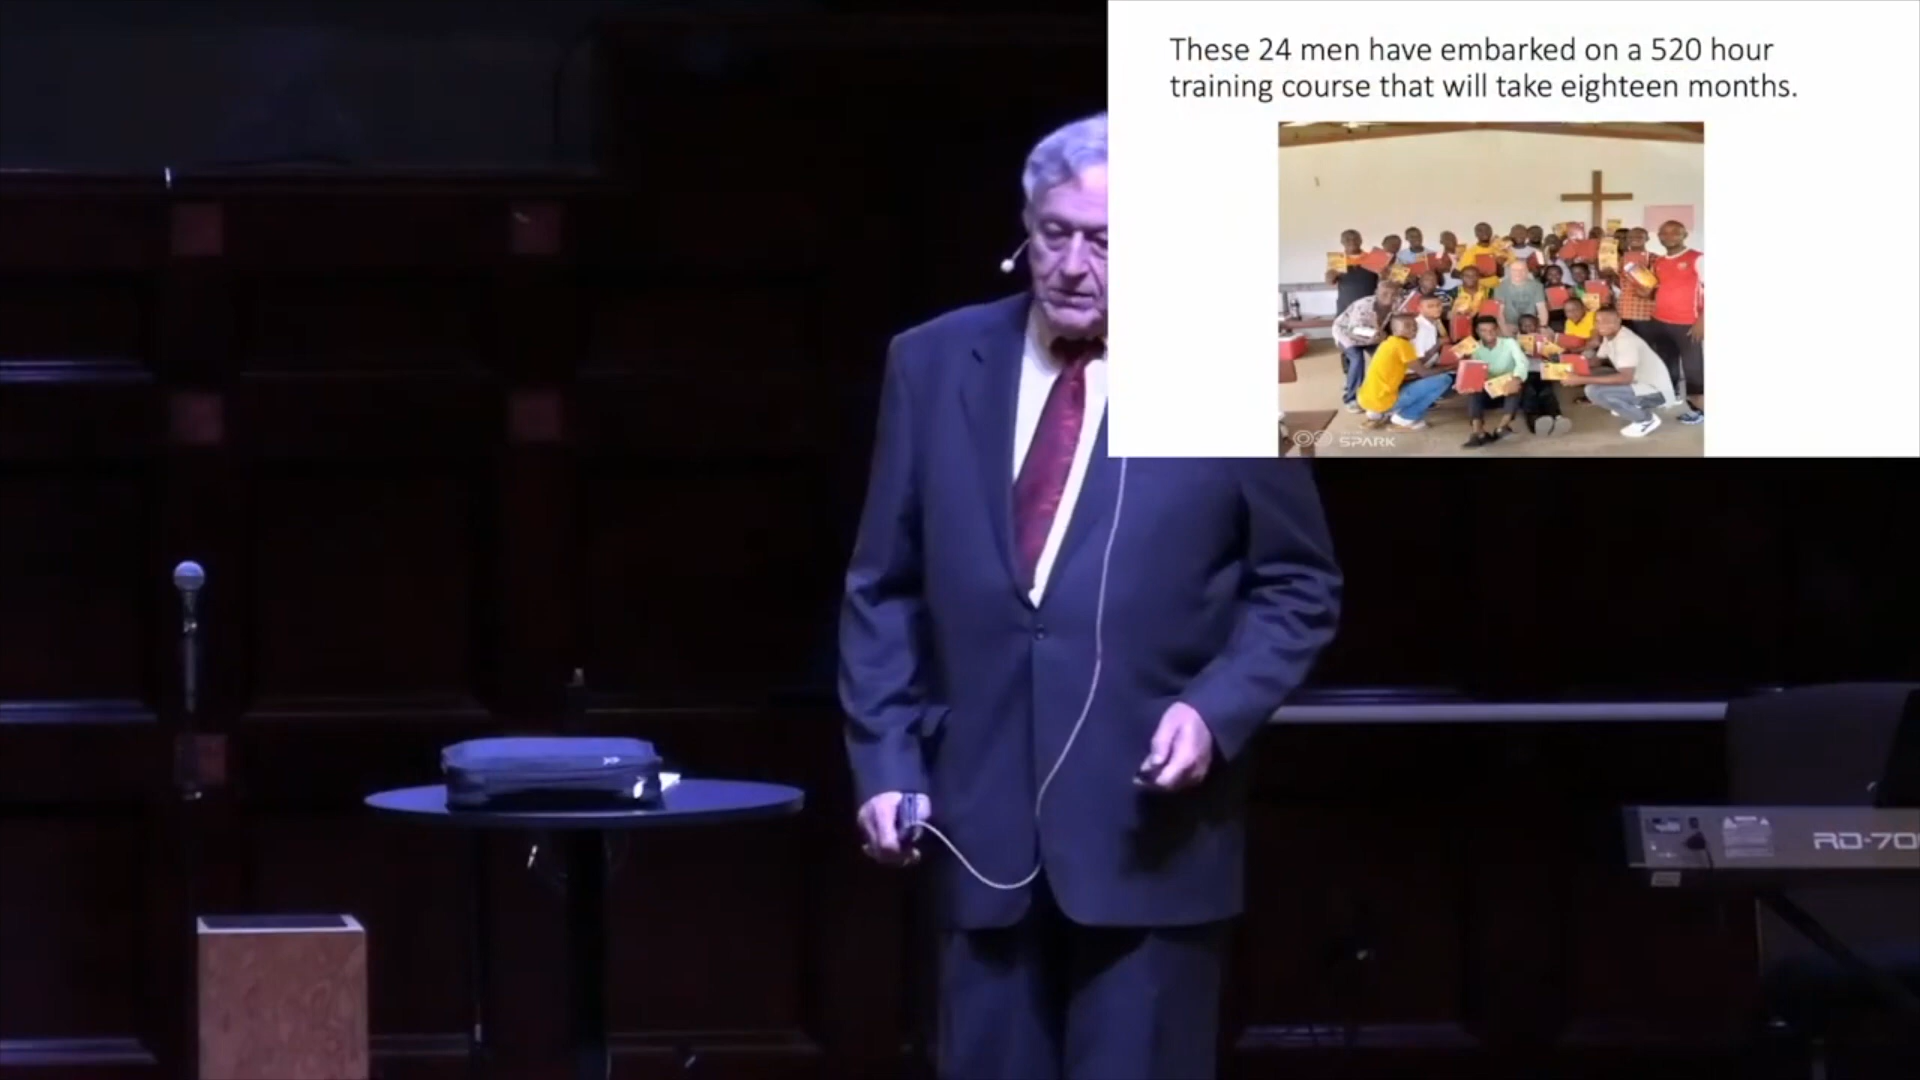 These 24 men have embarked on a 520 hour
training course that will take eighteen months.
SPARK
RD-70